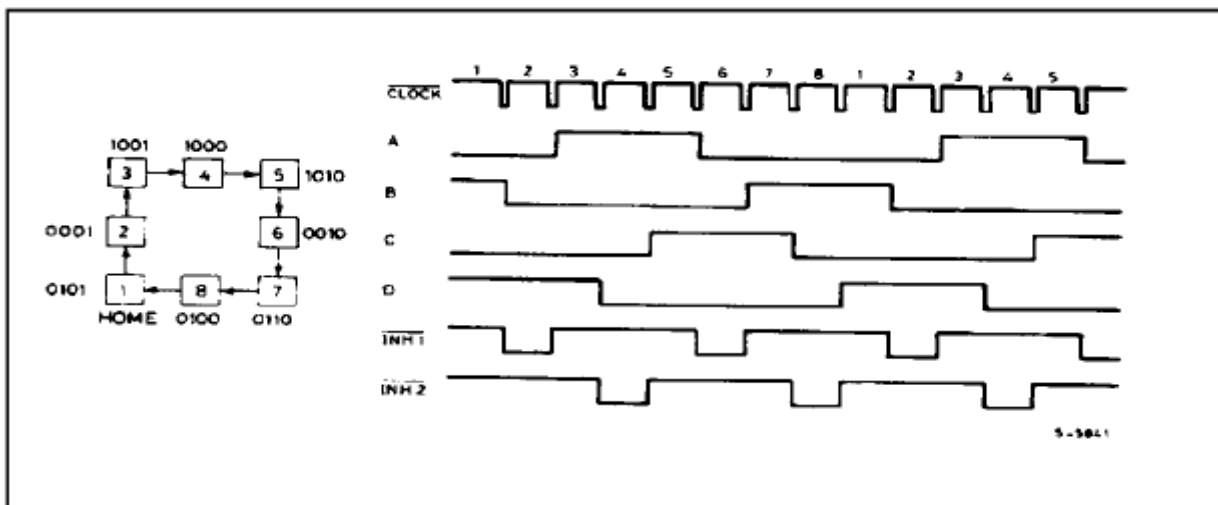 1 2 3 4 5 6 7 8 1 2 3 4 5
CLOCK
A
1001 1000
3 4 5 1010
B
0001 2 6 0010
C
0101 1 8 7
D
HOME 0100 0110
INH 1
INH 2
5-5841